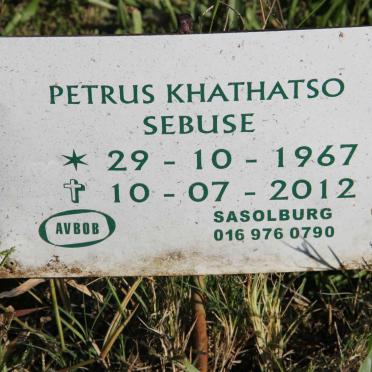 PETRUS KHATHATSO
SEBUSE
29 - 10 - 1967
10 - 07 - 2012
AVBOB
SASOLBURG
016 976 0790